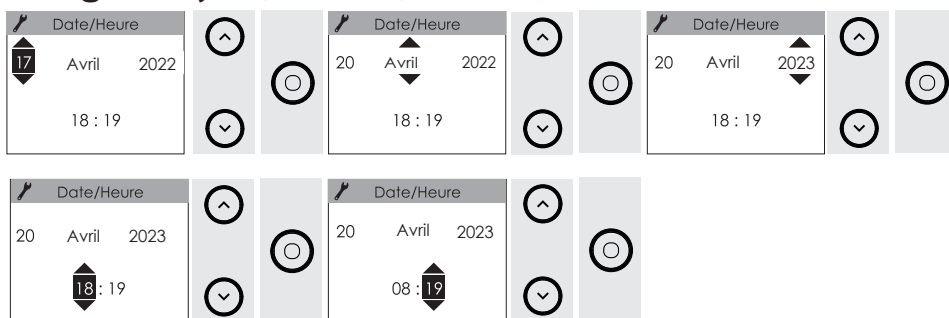 Date/Heure
17 Avril 2022
18 : 19
Date/Heure
20 Avril 2022
18 : 19
Date/Heure
20 Avril 2023
18 : 19
Date/Heure
20 Avril 2023
18 : 19
Date/Heure
20 Avril 2023
08 : 19